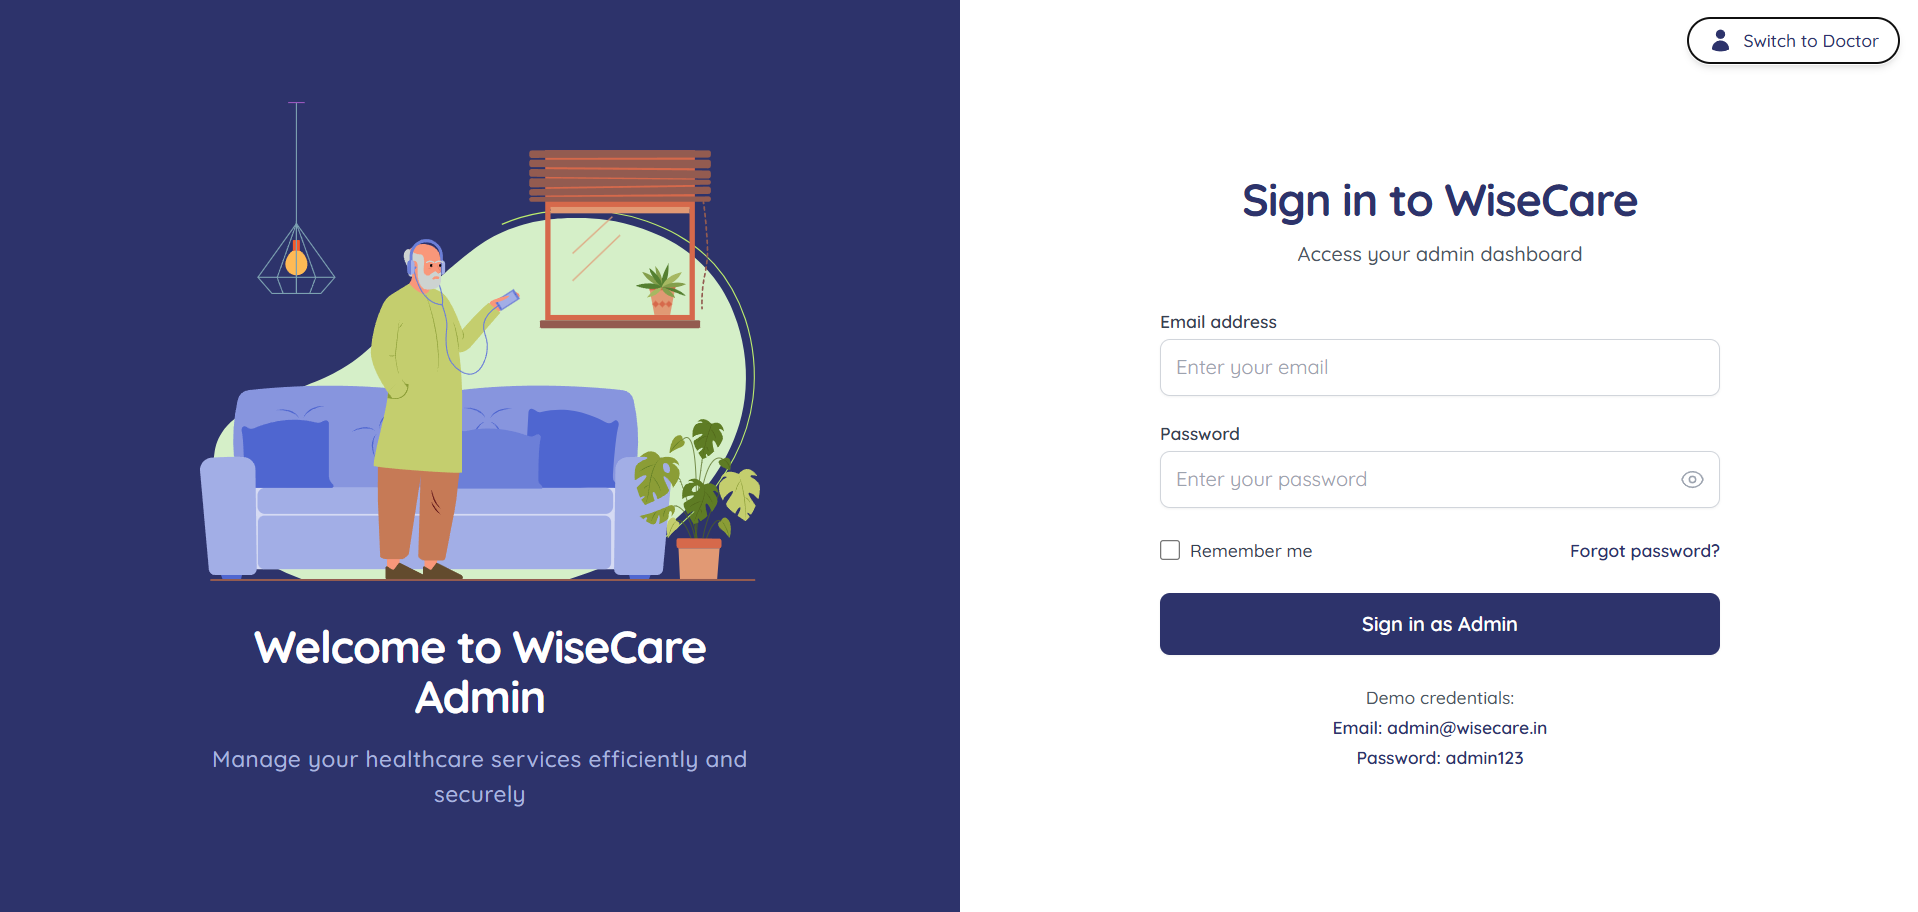 Switch to Doctor
Welcome to WiseCare
Admin
Manage your healthcare services efficiently and
securely
Sign in to WiseCare
Access your admin dashboard
Email address
Enter your email
Password
Enter your password
Remember me
Forgot password?
Sign in as Admin
Demo credentials:
Email: admin@wisecare.in
Password: admin123